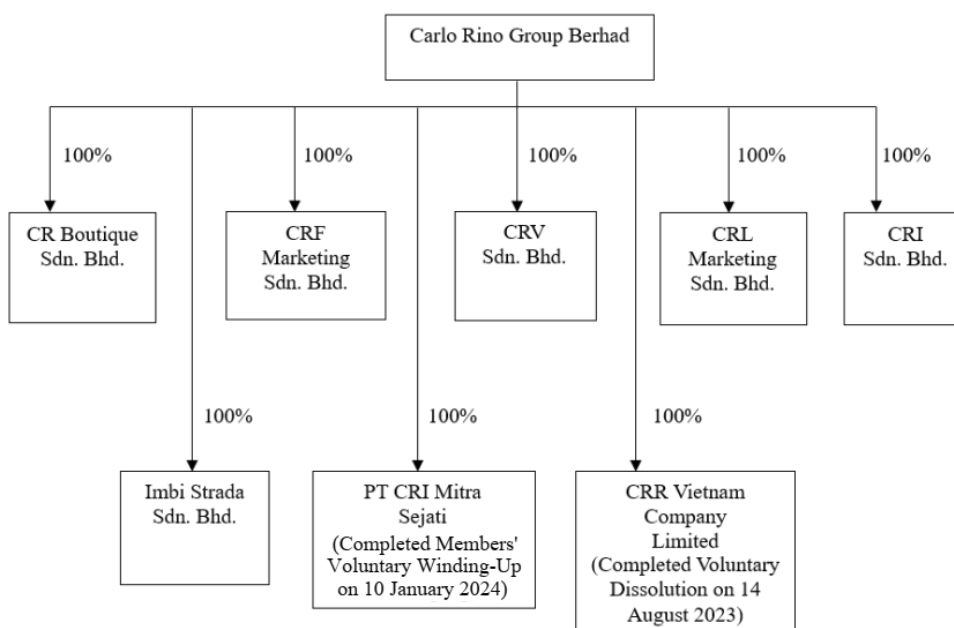 Carlo Rino Group Berhad
100%
100%
100%
100%
100%
CR Boutique
Sdn. Bhd.
CRF
Marketing
Sdn. Bhd.
CRV
Sdn. Bhd.
CRL
Marketing
Sdn. Bhd.
CRI
Sdn. Bhd.
100%
100%
100%
Imbi Strada
Sdn. Bhd.
PT CRI Mitra
Sejati
(Completed Members'
Voluntary Winding-Up
on 10 January 2024)
CRR Vietnam
Company
Limited
(Completed Voluntary
Dissolution on 14
August 2023)